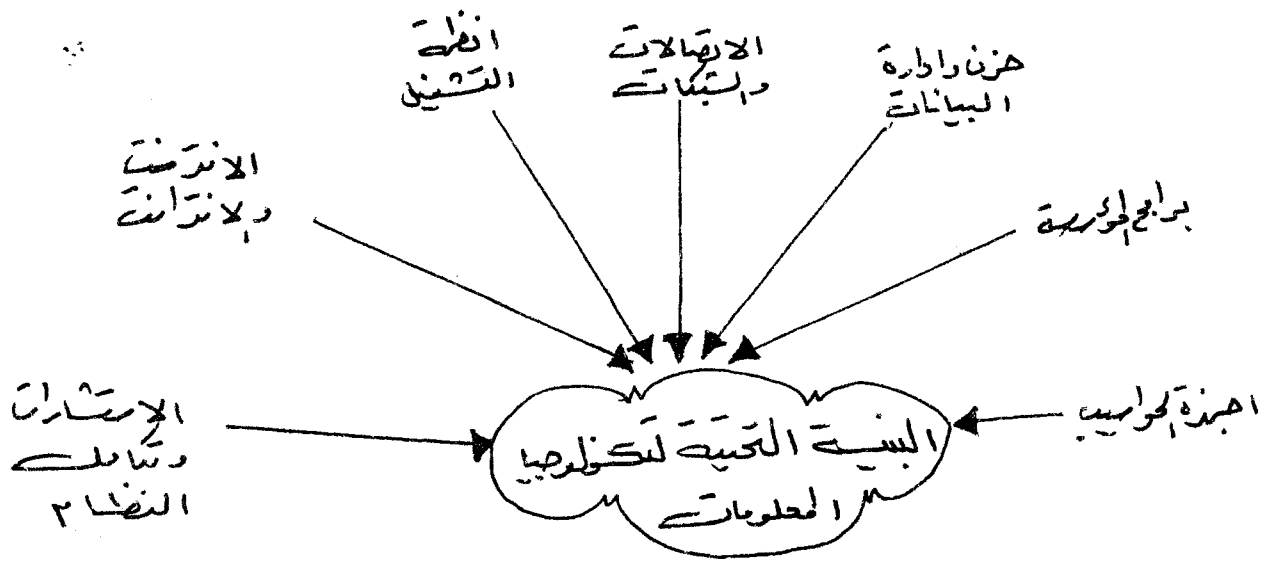 انظمة
التشغيل
الاتصالات
والشبكات
خزن وادارة
البيانات
الانترنت
والانترانت
برامج المؤسسة
الاستشارات
وتكامل
النظام
اجهزة الحواسيب
البنية التحتية لتكنولوجيا
المعلومات